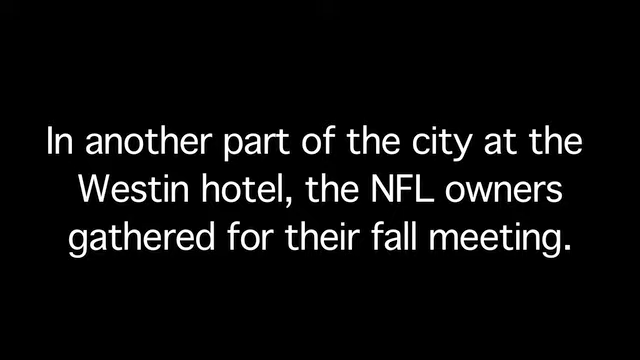 In another part of the city at the
Westin hotel, the NFL owners
gathered for their fall meeting.